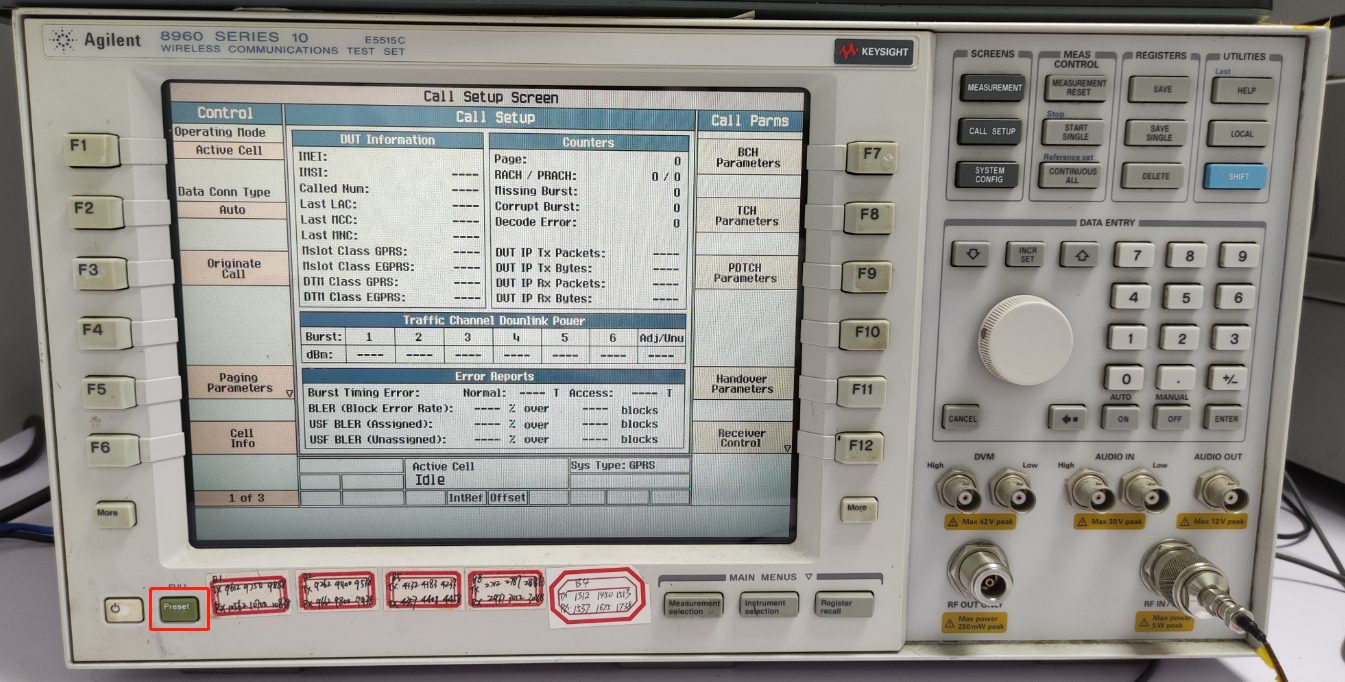 Agilent 8960 SERIES 10 E5515C
WIRELESS COMMUNICATIONS TEST SET
KEYSIGHT
Call Setup Screen
Control
Operating Mode
Active Cell
Data Conn Type
Auto
Originate
Call
Paging
Parameters
Cell
Info
1 of 3
Call Setup
DUT Information
IMEI:
IMSI: ----
Called Num: ----
Last LAC: ----
Last MCC: ----
Last MNC: ----
Mslot Class GPRS: ----
Mslot Class EGPRS: ----
DTM Class GPRS: ----
DTM Class EGPRS: ----
Counters
Page: 0
RACH / PRACH: 0 / 0
Missing Burst: 0
Corrupt Burst: 0
Decode Error: 0
DUT IP Tx Packets: ----
DUT IP Tx Bytes: ----
DUT IP Rx Packets: ----
DUT IP Rx Bytes: ----
Traffic Channel Downlink Power
Burst: 1 2 3 4 5 6 Adj/Unu
dBm: ---- ---- ---- ---- ---- ---- ----
Error Reports
Burst Timing Error: Normal: ---- T Access: ---- T
BLER (Block Error Rate): ---- % over ---- blocks
USF BLER (Assigned): ---- % over ---- blocks
USF BLER (Unassigned): ---- % over ---- blocks
Active Cell
Idle
Sys Type: GPRS
IntRef Offset
Call Parms
BCH
Parameters
TCH
Parameters
PDTCH
Parameters
Handover
Parameters
Receiver
Control
F1
F2
F3
F4
F5
F6
More
F7
F8
F9
F10
F11
F12
More
Preset
B4
1312 1450 1513
1537 1675 1738
MAIN MENUS
Measurement
selection
Instrument
selection
Register
recall
SCREENS
MEASUREMENT
CALL SETUP
SYSTEM
CONFIG
MEAS
CONTROL
MEASUREMENT
RESET
Stop
START
SINGLE
Reference set
CONTINUOUS
ALL
REGISTERS
SAVE
SAVE
SINGLE
DELETE
UTILITIES
Last
HELP
LOCAL
SHIFT
DATA ENTRY
INCR
SET
7 8 9
4 5 6
1 2 3
0 . +/-
AUTO MANUAL
CANCEL
ON
OFF
ENTER
DVM
High Low
Max 42V peak
AUDIO IN
High Low
Max 30V peak
AUDIO OUT
Max 12V peak
RF OUT ONLY
Max power
250mW peak
RF IN/
Max power
5W peak